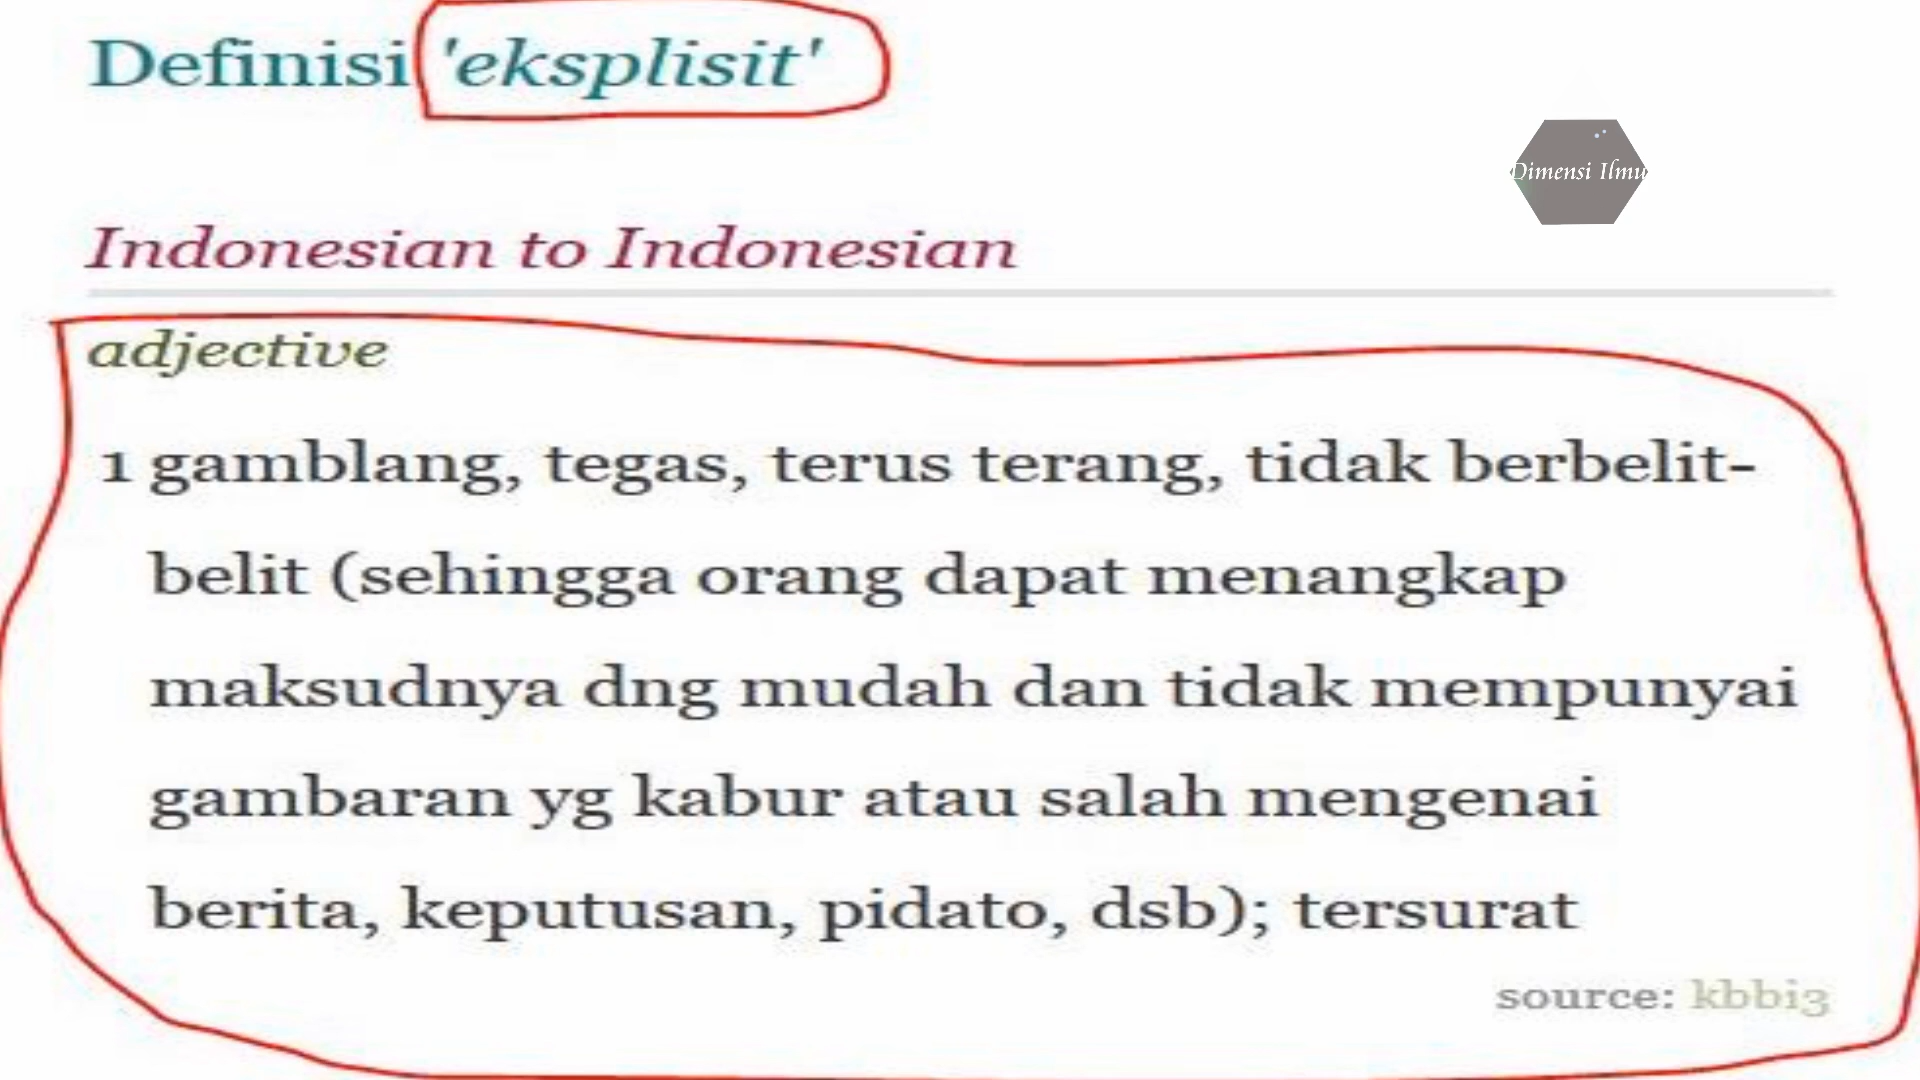 Definisi 'eksplisit'
Dimensi Ilmu
Indonesian to Indonesian
adjective
1 gamblang, tegas, terus terang, tidak berbelit-
belit (sehingga orang dapat menangkap
maksudnya dng mudah dan tidak mempunyai
gambaran yg kabur atau salah mengenai
berita, keputusan, pidato, dsb); tersurat
source: kbbi3